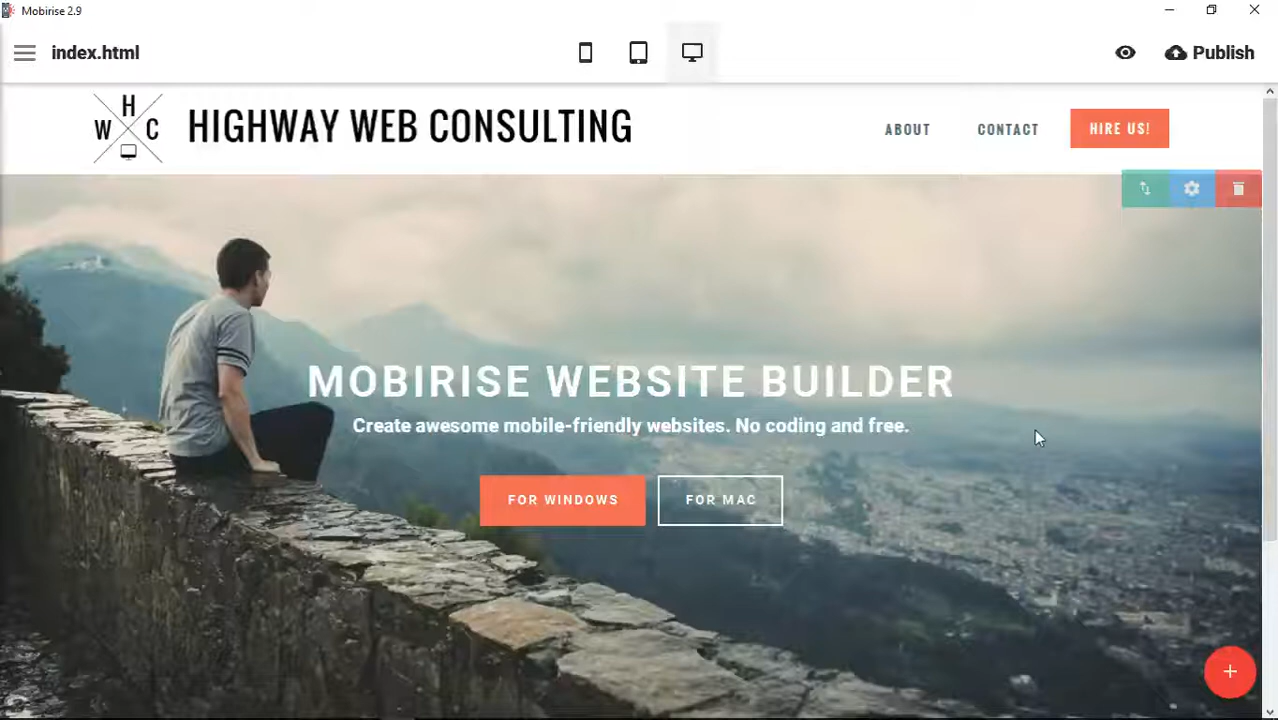 Mobirise 2.9
index.html
Publish
H
W C
HIGHWAY WEB CONSULTING
ABOUT
CONTACT
HIRE US!
MOBIRISE WEBSITE BUILDER
Create awesome mobile-friendly websites. No coding and free.
FOR WINDOWS
FOR MAC